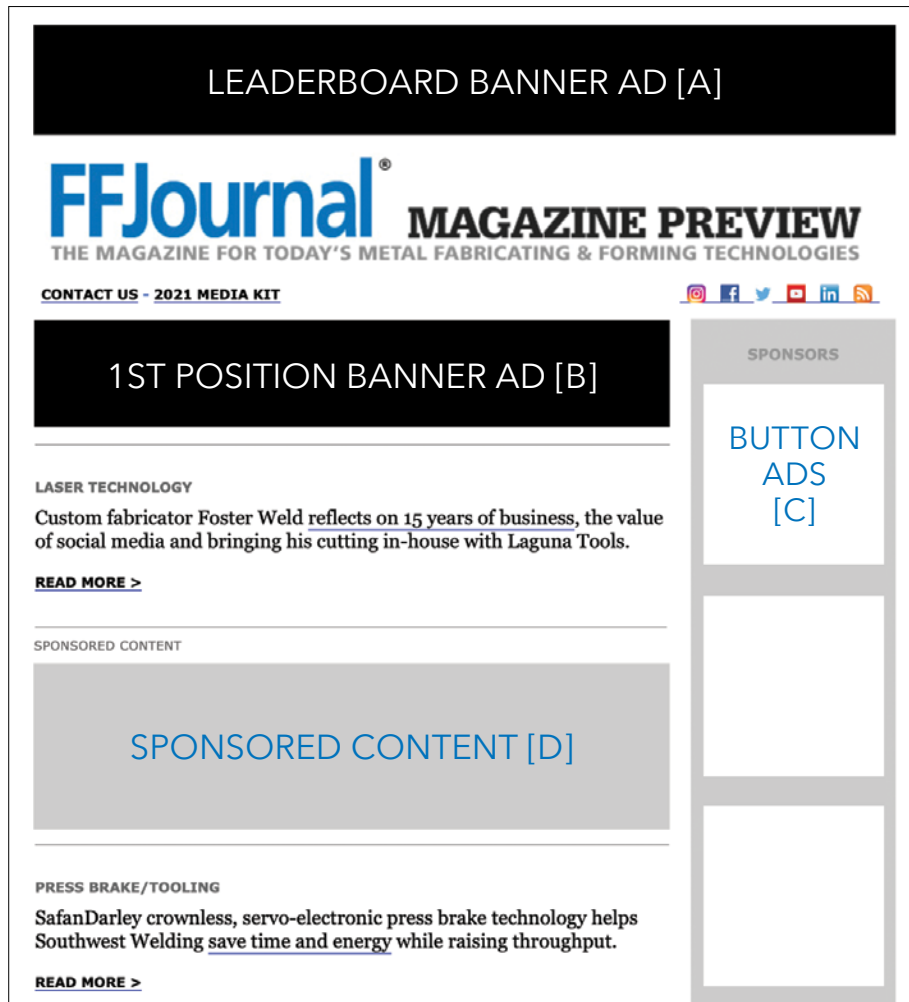 LEADERBOARD BANNER AD [A]
FFJournal®
MAGAZINE PREVIEW
THE MAGAZINE FOR TODAY'S METAL FABRICATING & FORMING TECHNOLOGIES
CONTACT US - 2021 MEDIA KIT
1ST POSITION BANNER AD [B]
LASER TECHNOLOGY
Custom fabricator Foster Weld reflects on 15 years of business, the value
of social media and bringing his cutting in-house with Laguna Tools.
READ MORE >
SPONSORED CONTENT
SPONSORED CONTENT [D]
PRESS BRAKE/TOOLING
SafanDarley crownless, servo-electronic press brake technology helps
Southwest Welding save time and energy while raising throughput.
READ MORE >
SPONSORS
BUTTON
ADS
[C]